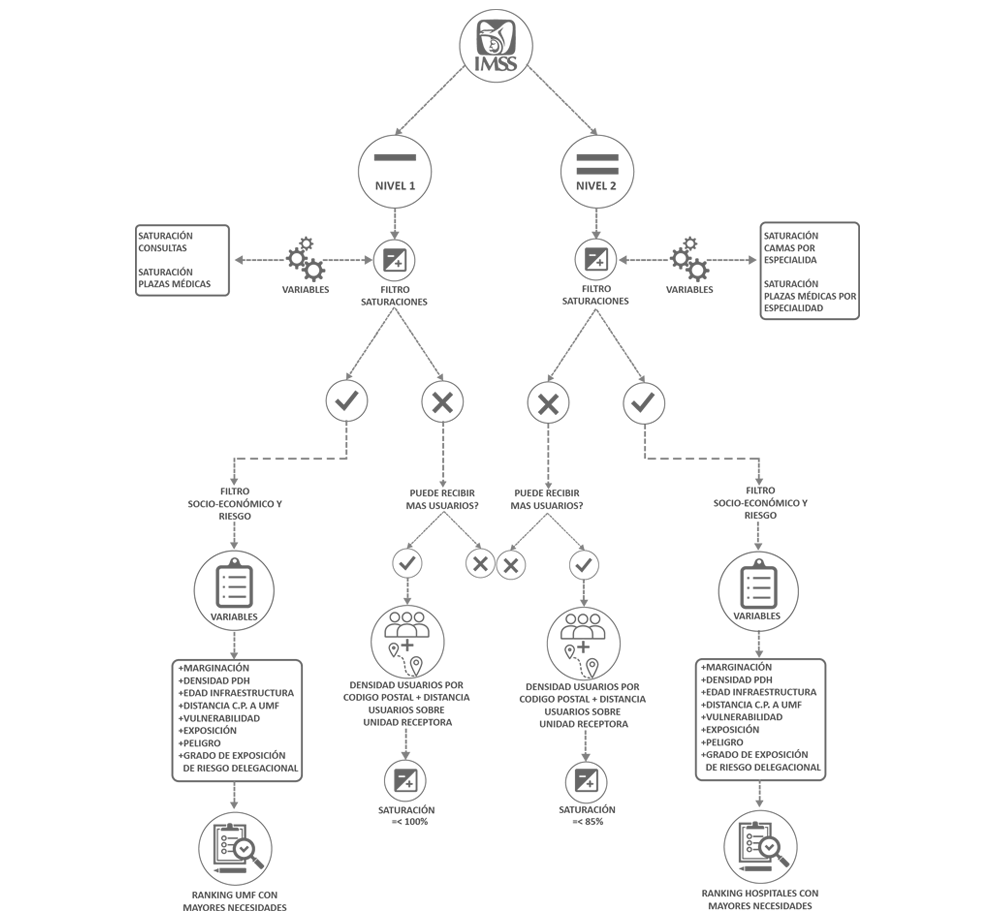 IMSS
NIVEL 1
NIVEL 2
SATURACIÓN
CONSULTAS
SATURACIÓN
PLAZAS MÉDICAS
VARIABLES
FILTRO
SATURACIONES
FILTRO
SATURACIONES
VARIABLES
SATURACIÓN
CAMAS POR
ESPECIALIDA
SATURACIÓN
PLAZAS MÉDICAS POR
ESPECIALIDAD
FILTRO
SOCIO-ECONÓMICO Y
RIESGO
PUEDE RECIBIR
MAS USUARIOS?
PUEDE RECIBIR
MAS USUARIOS?
FILTRO
SOCIO-ECONÓMICO Y
RIESGO
VARIABLES
VARIABLES
+MARGINACIÓN
+DENSIDAD PDH
+EDAD INFRAESTRUCTURA
+DISTANCIA C.P. A UMF
+VULNERABILIDAD
+EXPOSICIÓN
+PELIGRO
+GRADO DE EXPOSICIÓN
DE RIESGO DELEGACIONAL
DENSIDAD USUARIOS POR
CODIGO POSTAL + DISTANCIA
USUARIOS SOBRE
UNIDAD RECEPTORA
DENSIDAD USUARIOS POR
CODIGO POSTAL + DISTANCIA
USUARIOS SOBRE
UNIDAD RECEPTORA
+MARGINACIÓN
+DENSIDAD PDH
+EDAD INFRAESTRUCTURA
+DISTANCIA C.P. A UMF
+VULNERABILIDAD
+EXPOSICIÓN
+PELIGRO
+GRADO DE EXPOSICIÓN
DE RIESGO DELEGACIONAL
SATURACIÓN
=< 100%
SATURACIÓN
=< 85%
RANKING UMF CON
MAYORES NECESIDADES
RANKING HOSPITALES CON
MAYORES NECESIDADES